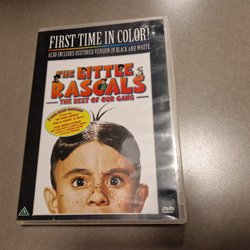 FIRST TIME IN COLOR!
ALSO INCLUDES RESTORED VERSION IN BLACK AND WHITE
THE LITTLE
RASCALS
THE BEST OF OUR GANG
DVD